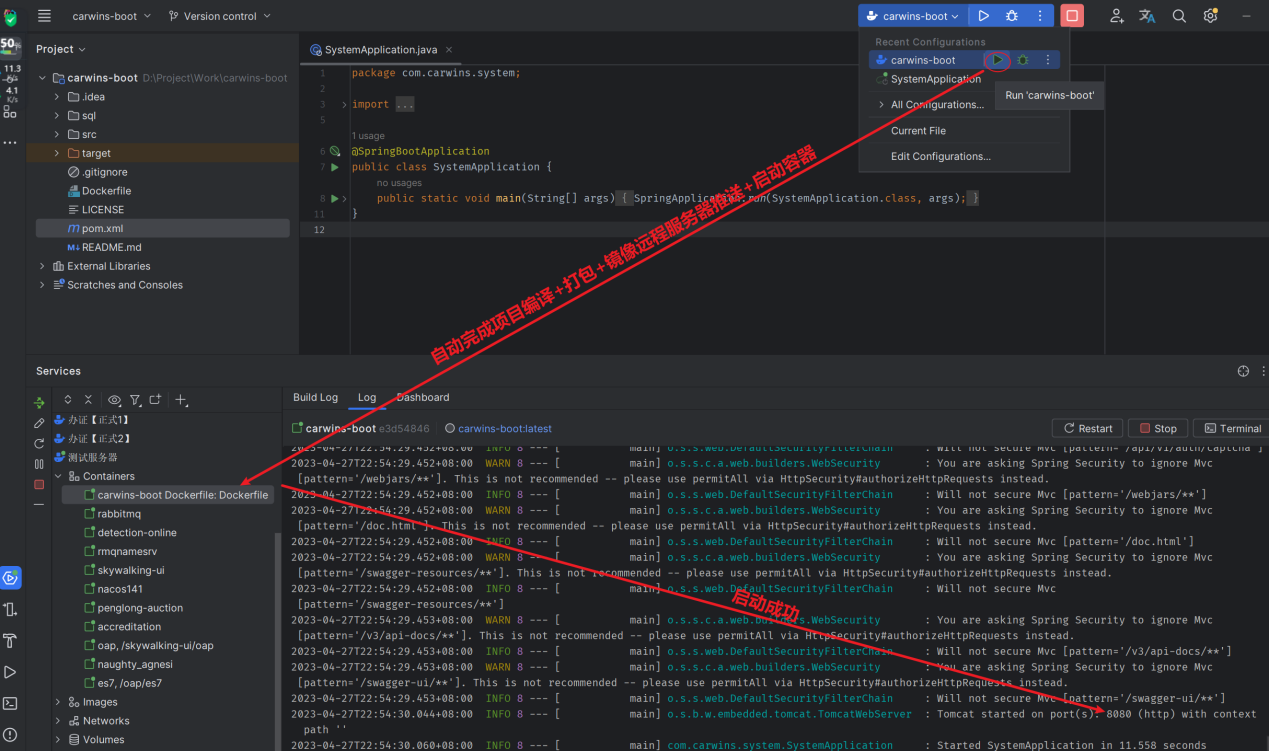 carwins-boot
Version control
carwins-boot
50
11.3
K/s
4.1
K/s
Project
SystemApplication.java
Recent Configurations
carwins-boot
SystemApplication
Run 'carwins-boot'
All Configurations...
Current File
Edit Configurations...
carwins-boot D:\Project\Work\carwins-boot
.idea
sql
src
target
.gitignore
Dockerfile
LICENSE
pom.xml
README.md
External Libraries
Scratches and Consoles
1 package com.carwins.system;
2
3 import ...
5
1 usage
6 @SpringBootApplication
7 public class SystemApplication {
no usages
8 public static void main(String[] args) { SpringApplication.run(SystemApplication.class, args); }
11 }
12
自动完成项目编译+打包+镜像远程服务器推送+启动容器
Services
办证【正式1】
办证【正式2】
测试服务器
Containers
carwins-boot Dockerfile: Dockerfile
rabbitmq
detection-online
rmqnamesrv
skywalking-ui
nacos141
penglong-auction
accreditation
oap, /skywalking-ui/oap
naughty_agnesi
es7, /oap/es7
Images
Networks
Volumes
Build Log Log Dashboard
carwins-boot e3d54846 carwins-boot:latest
Restart Stop Terminal
2023-04-27T22:54:29.452+08:00 INFO 8 --- [ main] o.s.s.web.DefaultSecurityFilterChain : Will not secure Mvc [pattern='/api/v1/auth/captcha']
2023-04-27T22:54:29.452+08:00 WARN 8 --- [ main] o.s.s.c.a.web.builders.WebSecurity : You are asking Spring Security to ignore Mvc
[pattern='/webjars/**']. This is not recommended -- please use permitAll via HttpSecurity#authorizeHttpRequests instead.
2023-04-27T22:54:29.452+08:00 INFO 8 --- [ main] o.s.s.web.DefaultSecurityFilterChain : Will not secure Mvc [pattern='/webjars/**']
2023-04-27T22:54:29.452+08:00 WARN 8 --- [ main] o.s.s.c.a.web.builders.WebSecurity : You are asking Spring Security to ignore Mvc
[pattern='/doc.html']. This is not recommended -- please use permitAll via HttpSecurity#authorizeHttpRequests instead.
2023-04-27T22:54:29.452+08:00 INFO 8 --- [ main] o.s.s.web.DefaultSecurityFilterChain : Will not secure Mvc [pattern='/doc.html']
2023-04-27T22:54:29.452+08:00 WARN 8 --- [ main] o.s.s.c.a.web.builders.WebSecurity : You are asking Spring Security to ignore Mvc
[pattern='/swagger-resources/**']. This is not recommended -- please use permitAll via HttpSecurity#authorizeHttpRequests instead.
2023-04-27T22:54:29.452+08:00 INFO 8 --- [ main] o.s.s.web.DefaultSecurityFilterChain : Will not secure Mvc
[pattern='/swagger-resources/**']
2023-04-27T22:54:29.453+08:00 WARN 8 --- [ main] o.s.s.c.a.web.builders.WebSecurity : You are asking Spring Security to ignore Mvc
[pattern='/v3/api-docs/**']. This is not recommended -- please use permitAll via HttpSecurity#authorizeHttpRequests instead.
2023-04-27T22:54:29.453+08:00 INFO 8 --- [ main] o.s.s.web.DefaultSecurityFilterChain : Will not secure Mvc [pattern='/v3/api-docs/**']
2023-04-27T22:54:29.453+08:00 WARN 8 --- [ main] o.s.s.c.a.web.builders.WebSecurity : You are asking Spring Security to ignore Mvc
[pattern='/swagger-ui/**']. This is not recommended -- please use permitAll via HttpSecurity#authorizeHttpRequests instead.
2023-04-27T22:54:29.453+08:00 INFO 8 --- [ main] o.s.s.web.DefaultSecurityFilterChain : Will not secure Mvc [pattern='/swagger-ui/**']
2023-04-27T22:54:30.044+08:00 INFO 8 --- [ main] o.s.b.w.embedded.tomcat.TomcatWebServer : Tomcat started on port(s): 8080 (http) with context
path ''
2023-04-27T22:54:30.060+08:00 INFO 8 --- [ main] com.carwins.system.SystemApplication : Started SystemApplication in 11.558 seconds
启动成功